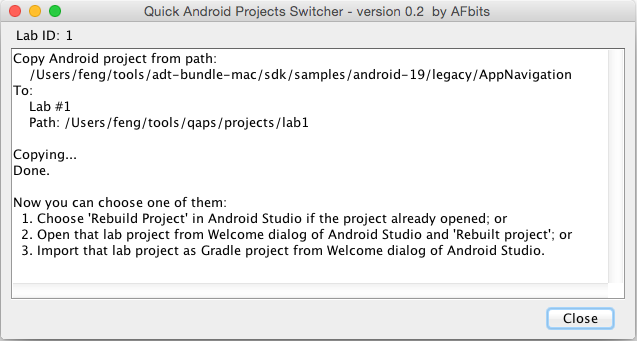 Quick Android Projects Switcher - version 0.2 by AFbits
Lab ID: 1
Copy Android project from path:
/Users/feng/tools/adt-bundle-mac/sdk/samples/android-19/legacy/AppNavigation
To:
Lab #1
Path: /Users/feng/tools/qaps/projects/lab1
Copying...
Done.
Now you can choose one of them:
1. Choose 'Rebuild Project' in Android Studio if the project already opened; or
2. Open that lab project from Welcome dialog of Android Studio and 'Rebuilt project'; or
3. Import that lab project as Gradle project from Welcome dialog of Android Studio.
Close